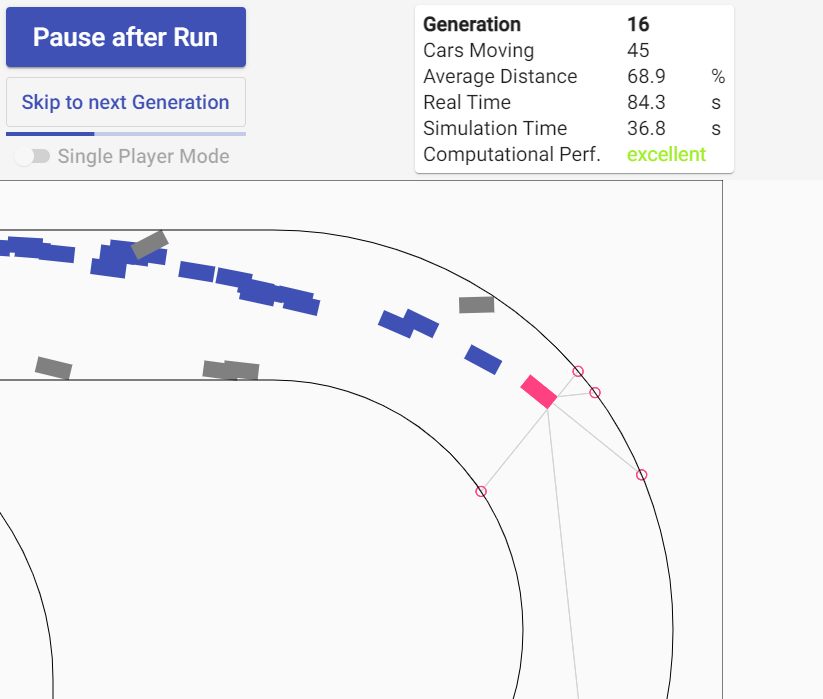 Pause after Run
Skip to next Generation
Single Player Mode
Generation 16
Cars Moving 45
Average Distance 68.9 %
Real Time 84.3 s
Simulation Time 36.8 s
Computational Perf. excellent